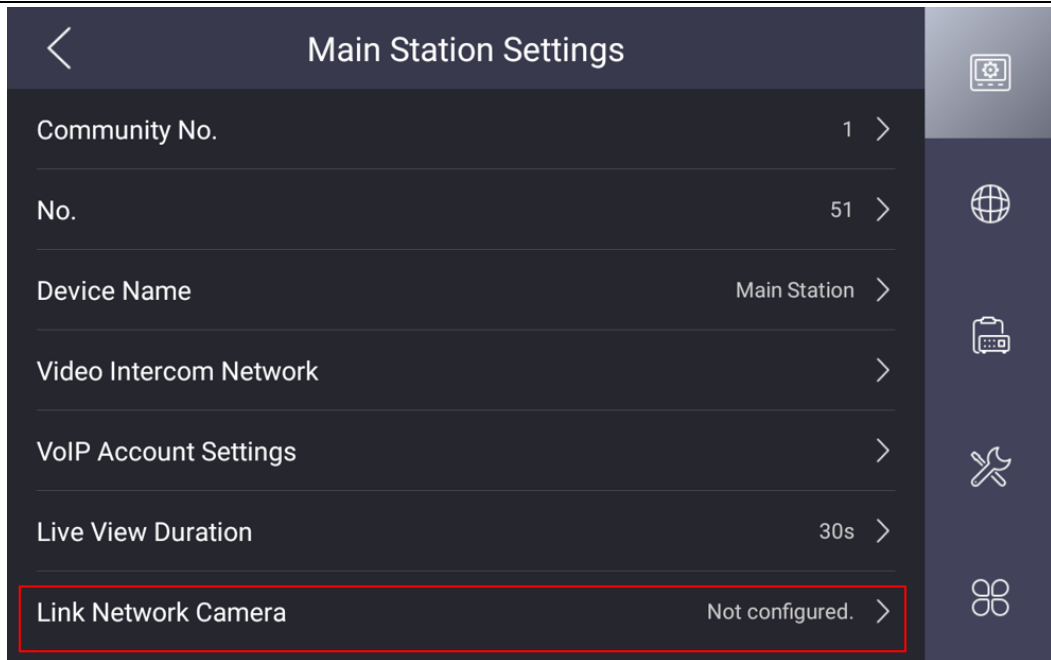 Main Station Settings
Community No. 1
No. 51
Device Name Main Station
Video Intercom Network
VoIP Account Settings
Live View Duration 30s
Link Network Camera Not configured.